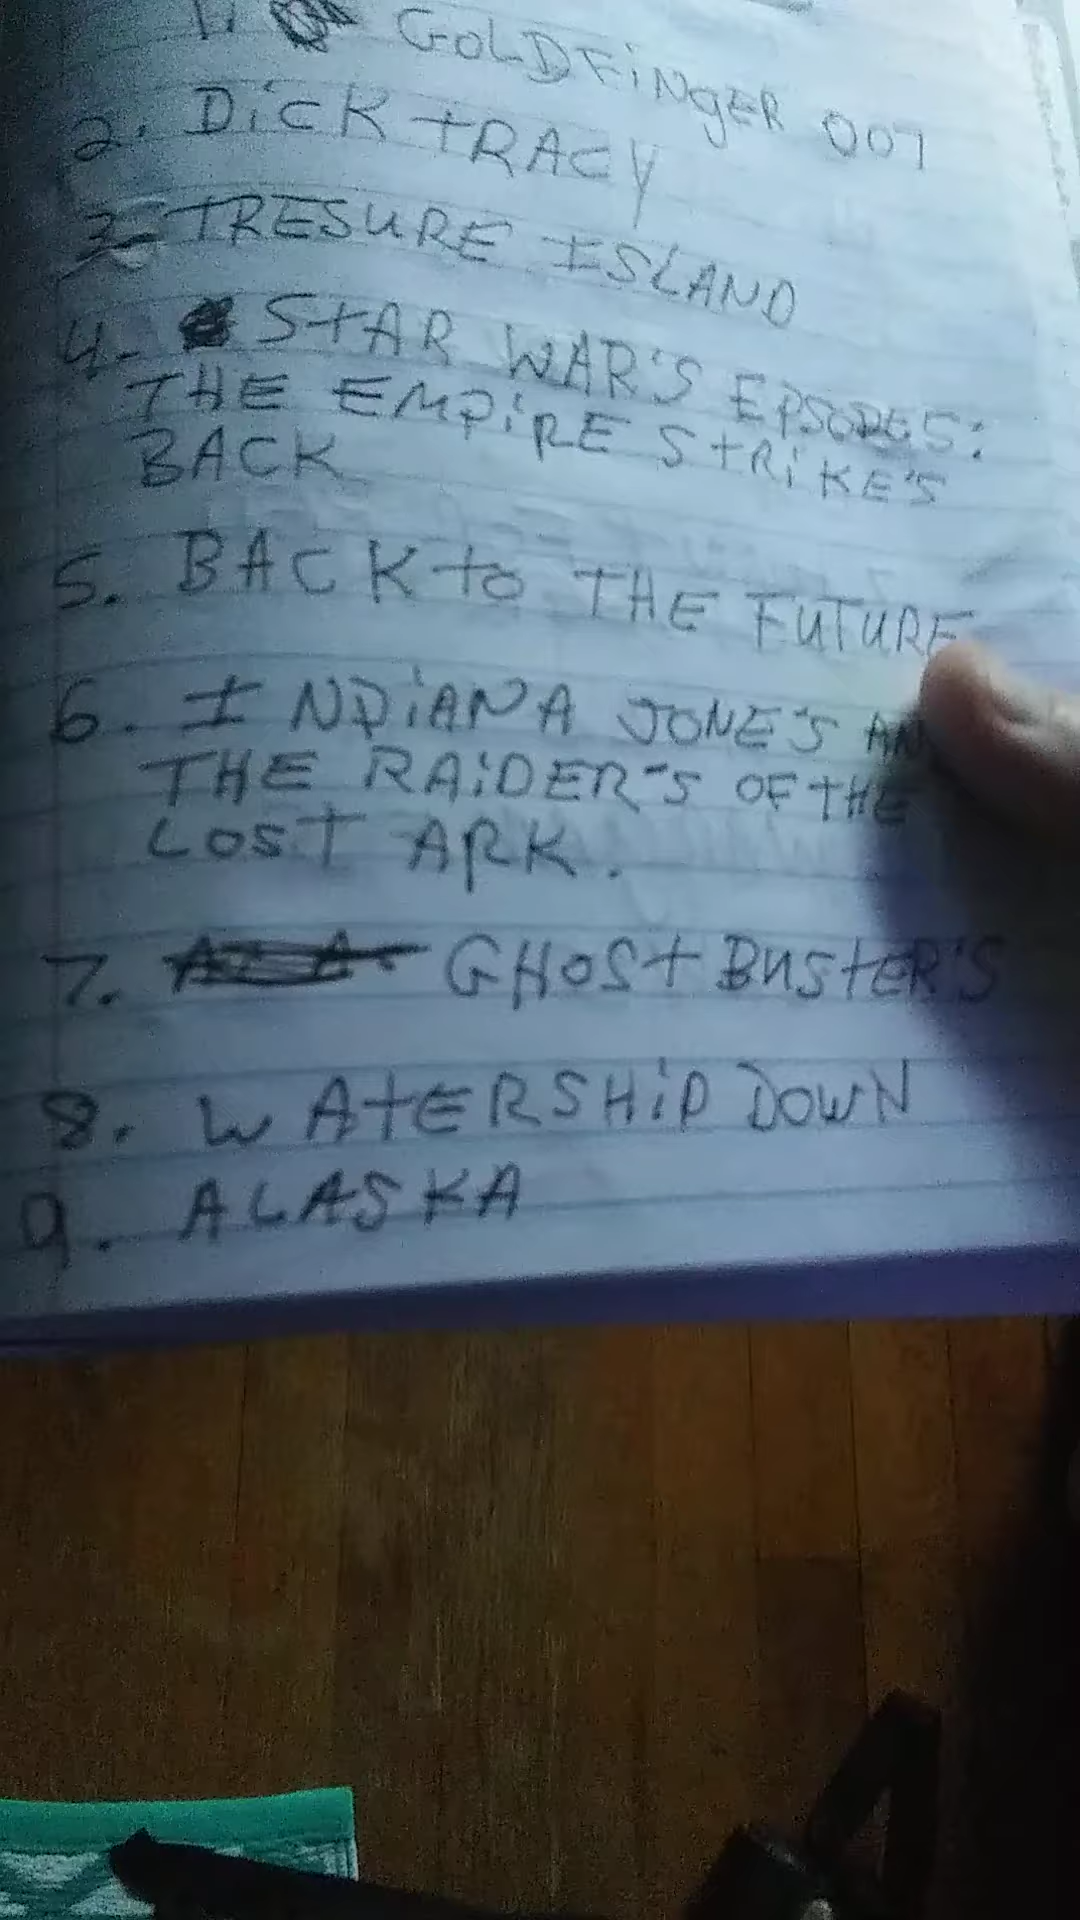 1. GOLDFiNgER 007
2. DiCK tRACY
3- TRESURE ISLAND
4- StAR WAR'S EPSODE 5:
THE EMPiRE StRiKE'S
BACK
5. BACK to THE FUTURE
6. INDiANA JONE'S AN
THE RAiDER'S OF tHE
LOST ARK.
7. GHOSt BUStER'S
8. WAtERSHiP DOWN
9. ALASKA